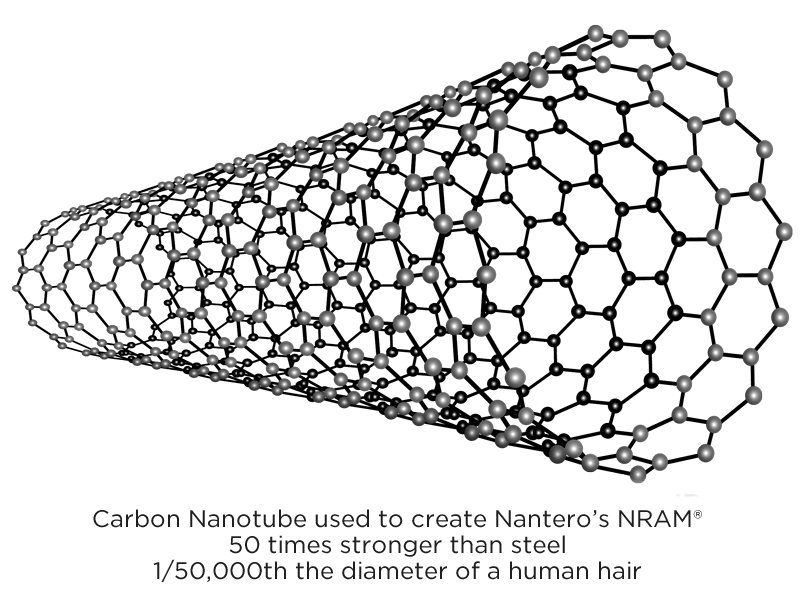 Carbon Nanotube used to create Nantero’s NRAM®
50 times stronger than steel
1/50,000th the diameter of a human hair